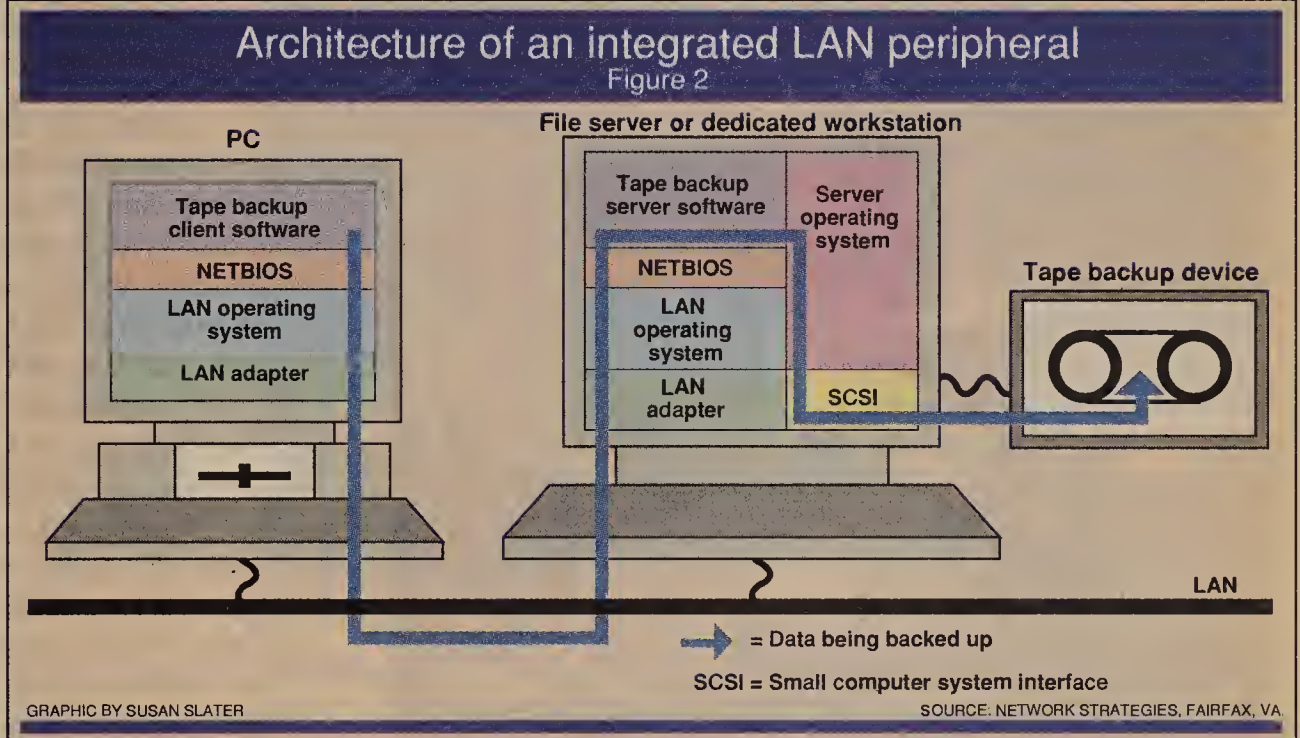 Architecture of an integrated LAN peripheral
Figure 2
PC
Tape backup
client software
NETBIOS
LAN operating
system
LAN adapter
File server or dedicated workstation
Tape backup
server software
NETBIOS
LAN
operating
system
LAN
adapter
Server
operating
system
SCSI
Tape backup device
LAN
= Data being backed up
SCSI = Small computer system interface
GRAPHIC BY SUSAN SLATER
SOURCE: NETWORK STRATEGIES, FAIRFAX, VA.